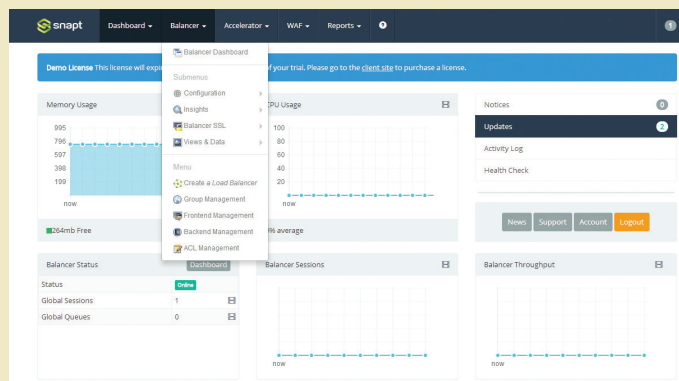 snapt
Dashboard Balancer Accelerator WAF Reports
1
Balancer Dashboard
Demo License This license will expi
f your trial. Please go to the client site to purchase a license.
Submenus
Configuration
Insights
Balancer SSL
Views & Data
Menu
Create a Load Balancer
Group Management
Frontend Management
Backend Management
ACL Management
Memory Usage
995
796
597
398
199
now
264mb Free
CPU Usage
100
80
60
40
20
now
% average
Notices 0
Updates 2
Activity Log
Health Check
News Support Account Logout
Balancer Status Dashboard
Status Online
Global Sessions 1
Global Queues 0
Balancer Sessions
now
Balancer Throughput
now